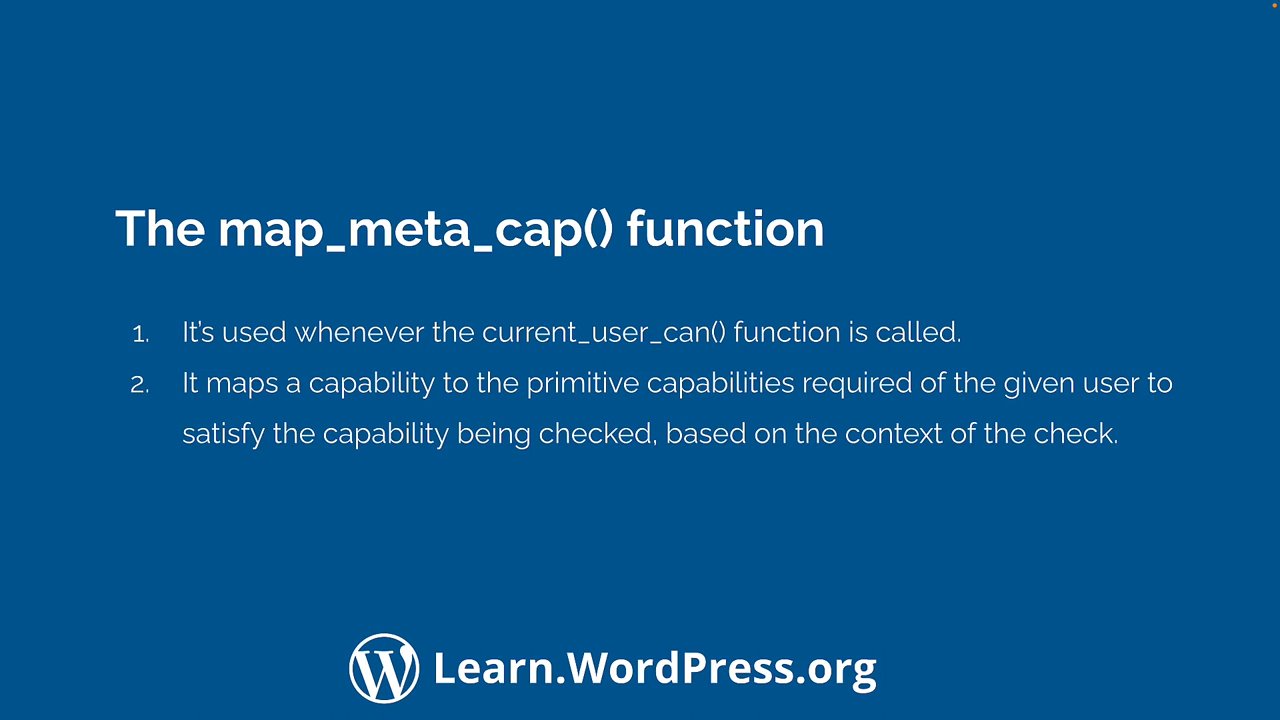 The map_meta_cap() function
1. It’s used whenever the current_user_can() function is called.
2. It maps a capability to the primitive capabilities required of the given user to
satisfy the capability being checked, based on the context of the check.
Learn.WordPress.org